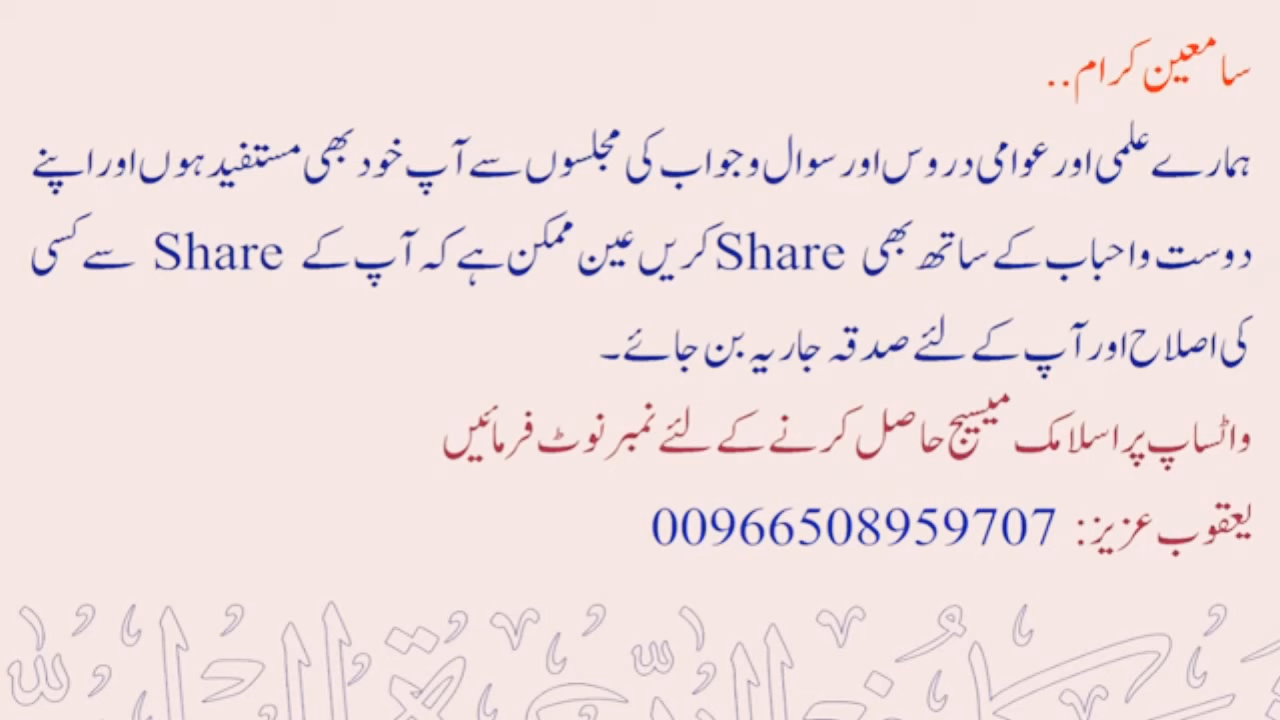 سامعین کرام..
ہمارے علمی اور عوامی دروس اور سوال وجواب کی مجلسوں سے آپ خود بھی مستفید ہوں اور اپنے
دوست واحباب کے ساتھ بھی Share کریں عین ممکن ہے کہ آپ کے Share سے کسی
کی اصلاح اور آپ کے لئے صدقہ جاریہ بن جائے۔
واٹساپ پر اسلامک میسیج حاصل کرنے کے لئے نمبر نوٹ فرمائیں
یعقوب عزیز: 00966508959707